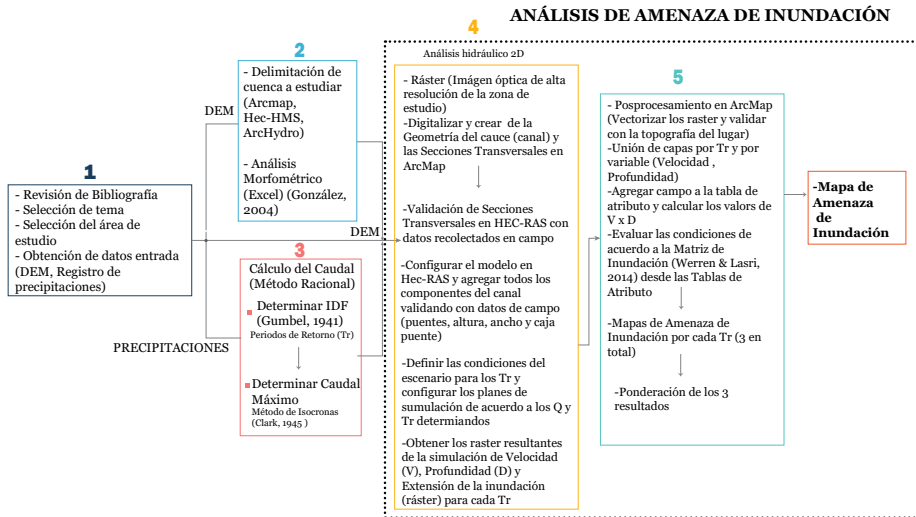 ANÁLISIS DE AMENAZA DE INUNDACIÓN
1
- Revisión de Bibliografía
- Selección de tema
- Selección del área de
estudio
- Obtención de datos entrada
(DEM, Registro de
precipitaciones)
DEM
DEM
PRECIPITACIONES
2
- Delimitación de
cuenca a estudiar
(Arcmap,
Hec-HMS,
ArcHydro)
- Análisis
Morfométrico
(Excel) (González,
2004)
3
Cálculo del Caudal
(Método Racional)
Determinar IDF
(Gumbel, 1941)
Periodos de Retorno (Tr)
Determinar Caudal
Máximo
Método de Isocronas
(Clark, 1945 )
4
Análisis hidráulico 2D
- Ráster (Imágen óptica de alta
resolución de la zona de
estudio)
-Digitalizar y crear de la
Geometría del cauce (canal) y
las Secciones Transversales en
ArcMap
-Validación de Secciones
Transversales en HEC-RAS con
datos recolectados en campo
-Configurar el modelo en
Hec-RAS y agregar todos los
componentes del canal
validando con datos de campo
(puentes, altura, ancho y caja
puente)
-Definir las condiciones del
escenario para los Tr y
configurar los planes de
sumulación de acuerdo a los Q y
Tr determiandos
-Obtener los raster resultantes
de la simulación de Velocidad
(V), Profundidad (D) y
Extensión de la inundación
(ráster) para cada Tr
5
- Posprocesamiento en ArcMap
(Vectorizar los raster y validar
con la topografía del lugar)
-Unión de capas por Tr y por
variable (Velocidad ,
Profundidad)
-Agregar campo a la tabla de
atributo y calcular los valors de
V x D
-Evaluar las condiciones de
acuerdo a la Matriz de
Inundación (Werren & Lasri,
2014) desde las Tablas de
Atributo
-Mapas de Amenaza de
Inundación por cada Tr (3 en
total)
-Ponderación de los 3
resultados
-Mapa de
Amenaza
de
Inundación